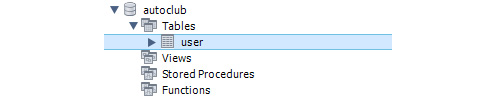 autoclub
Tables
user
Views
Stored Procedures
Functions